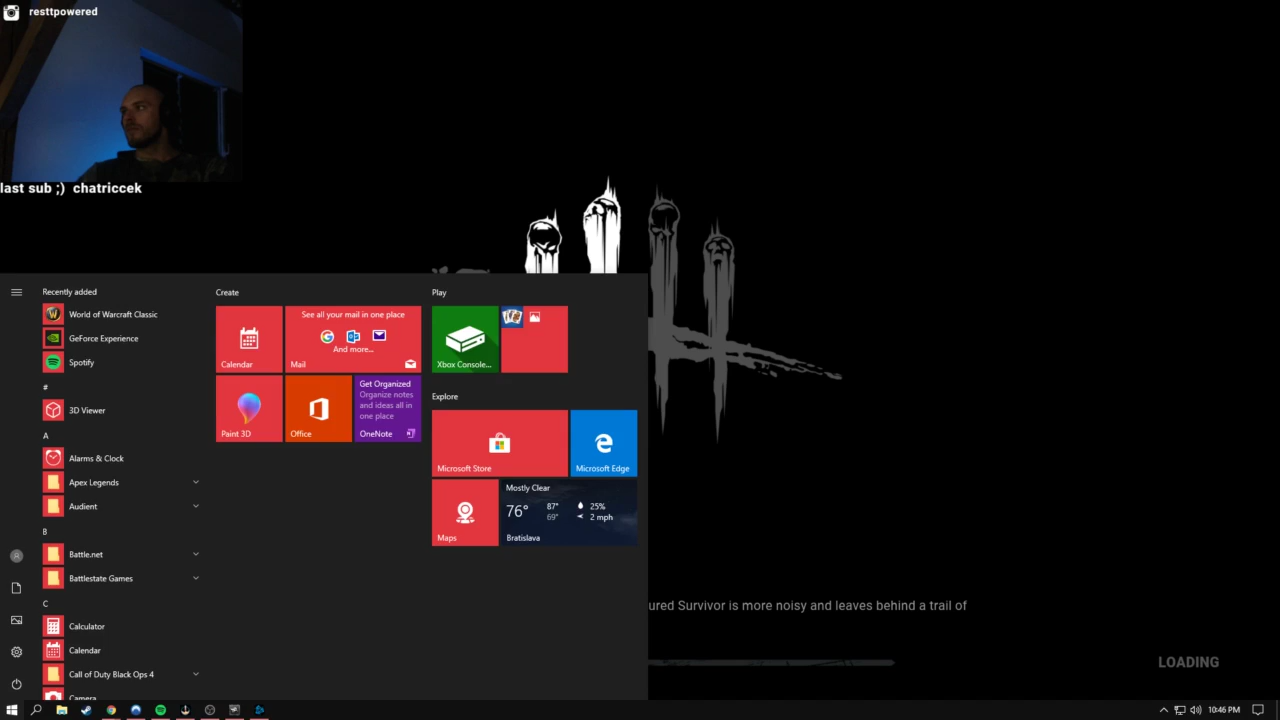 resttpowered
last sub ;) chatriccek
Recently added
World of Warcraft Classic
GeForce Experience
Spotify
#
3D Viewer
A
Alarms & Clock
Apex Legends
Audient
B
Battle.net
Battlestate Games
C
Calculator
Calendar
Call of Duty Black Ops 4
Camera
Create
Calendar
See all your mail in one place
And more...
Mail
Paint 3D
Office
Get Organized
Organize notes
and ideas all in
one place
OneNote
Play
Xbox Console...
Explore
Microsoft Store
Microsoft Edge
Maps
Mostly Clear
76° 87° 25%
69° 2 mph
Bratislava
ured Survivor is more noisy and leaves behind a trail of
LOADING
10:46 PM